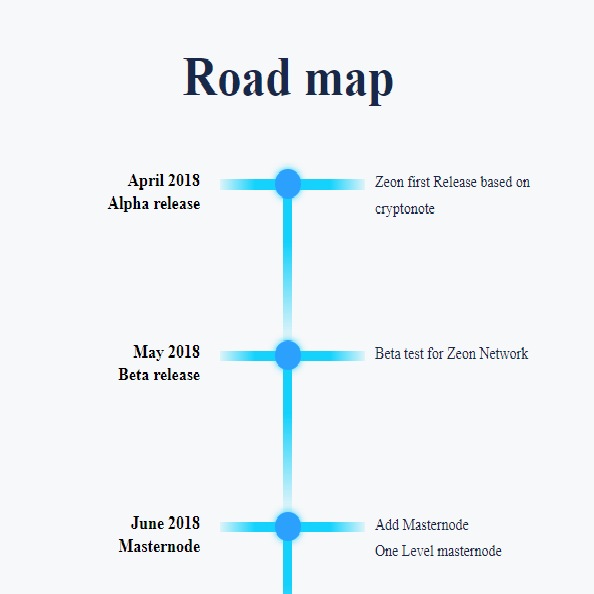 Road map
April 2018
Alpha release
Zeon first Release based on
cryptonote
May 2018
Beta release
Beta test for Zeon Network
June 2018
Masternode
Add Masternode
One Level masternode